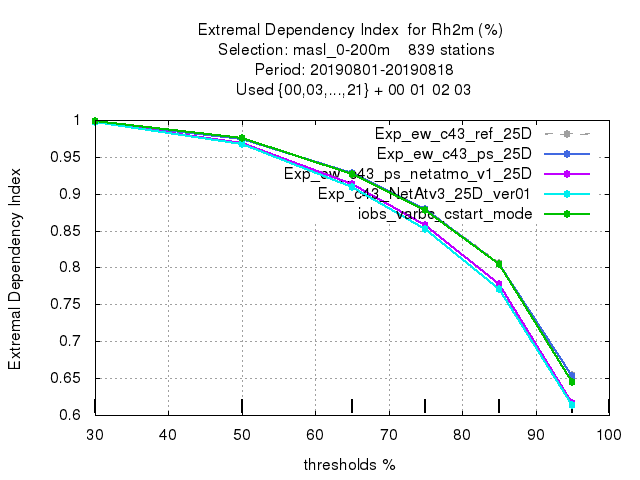 Extremal Dependency Index for Rh2m (%)
Selection: masl_0-200m 839 stations
Period: 20190801-20190818
Used {00,03,...,21} + 00 01 02 03
Extremal Dependency Index
1
0.95
0.9
0.85
0.8
0.75
0.7
0.65
0.6
Exp_ew_c43_ref_25D
Exp_ew_c43_ps_25D
Exp_ew_c43_ps_netatmo_v1_25D
Exp_c43_NetAtv3_25D_ver01
iobs_varbc_cstart_mode
30 40 50 60 70 80 90 100
thresholds %